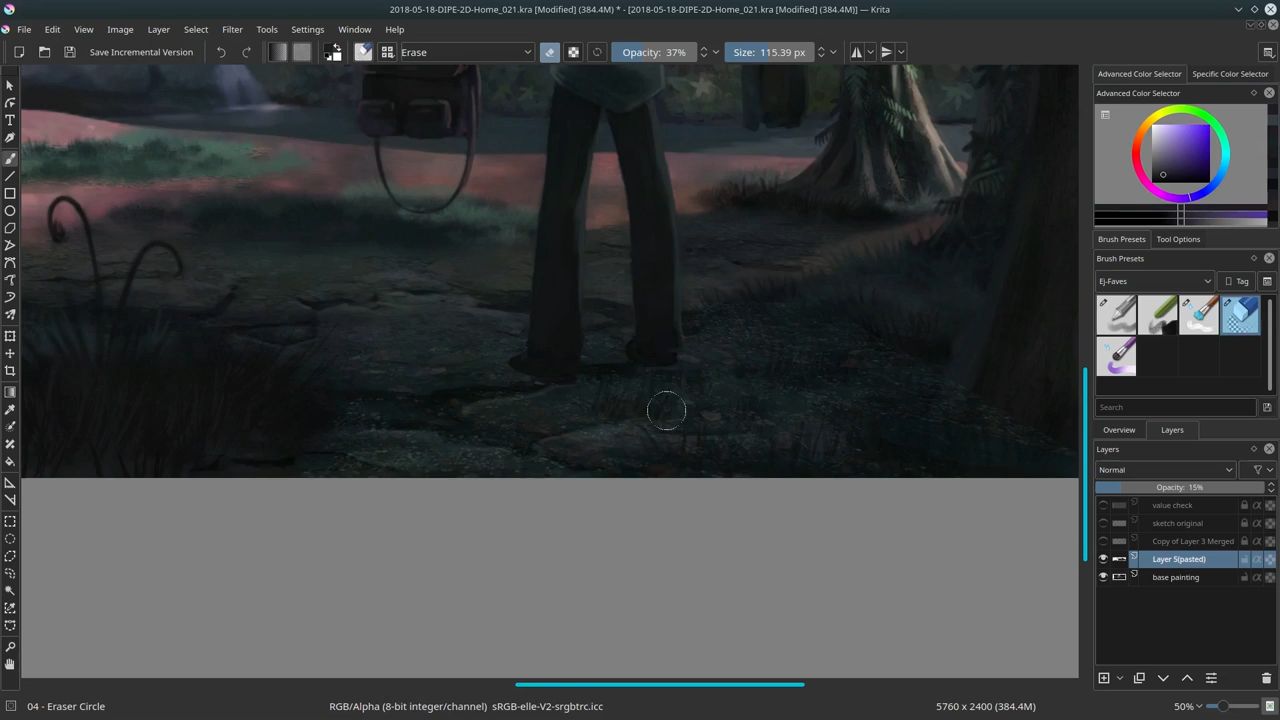 2018-05-18-DIPE-2D-Home_021.kra [Modified] (384.4M) * - [2018-05-18-DIPE-2D-Home_021.kra [Modified] (384.4M)] — Krita
File Edit View Image Layer Select Filter Tools Settings Window Help
Save Incremental Version Erase Opacity: 37% Size: 115.39 px
Advanced Color Selector Specific Color Selector
Advanced Color Selector
Brush Presets Tool Options
Brush Presets
Ej-Faves Tag
Search
Overview Layers
Layers
Normal
Opacity: 15%
value check
sketch original
Copy of Layer 3 Merged
Layer 5(pasted)
base painting
04 - Eraser Circle RGB/Alpha (8-bit integer/channel) sRGB-elle-V2-srgbtrc.icc 5760 x 2400 (384.4M) 50%